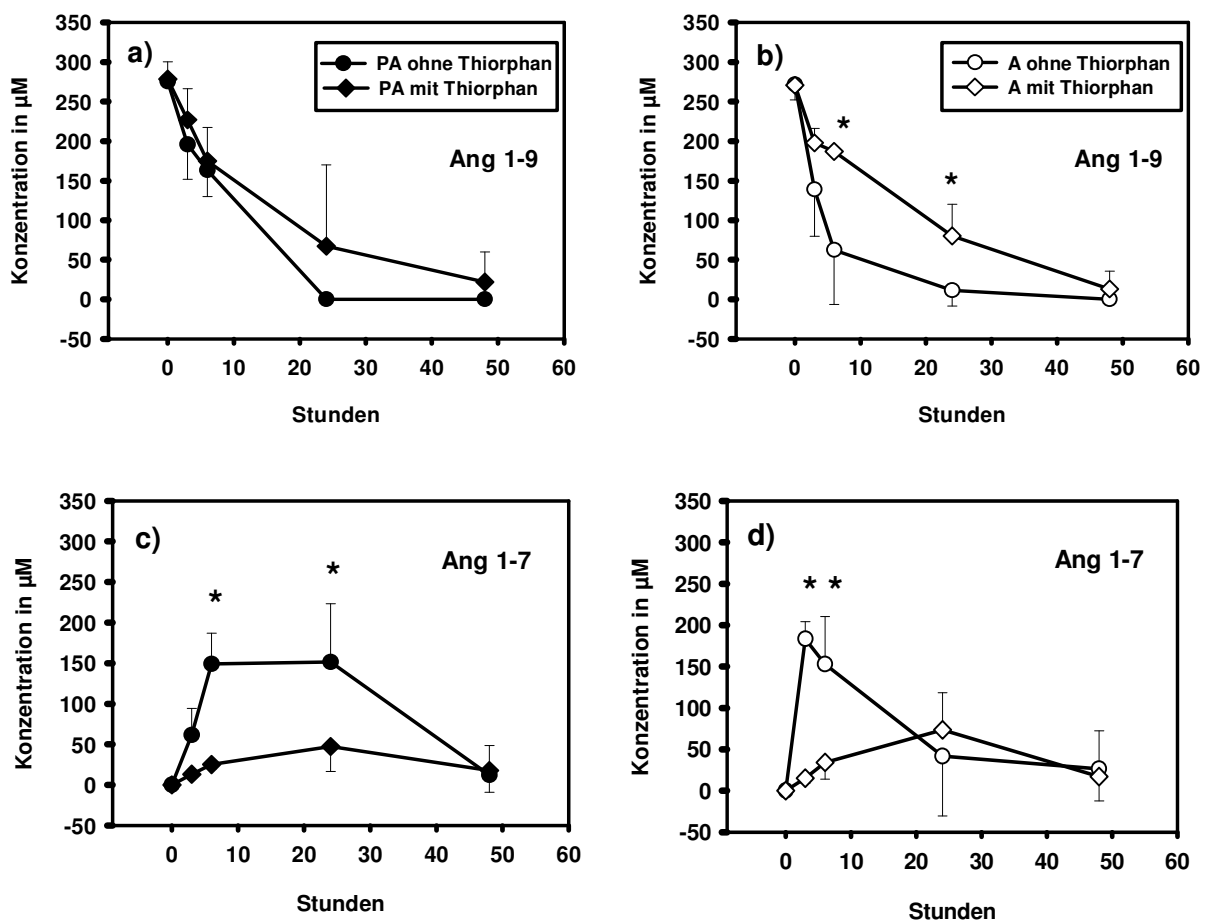 a)
PA ohne Thiorphan
PA mit Thiorphan
Ang 1-9
Konzentration in µM
350
300
250
200
150
100
50
0
-50
0 10 20 30 40 50 60
Stunden
b)
A ohne Thiorphan
A mit Thiorphan
* 
*
Ang 1-9
Konzentration in µM
350
300
250
200
150
100
50
0
-50
0 10 20 30 40 50 60
Stunden
c)
Ang 1-7
* *
Konzentration in µM
350
300
250
200
150
100
50
0
-50
0 10 20 30 40 50 60
Stunden
d)
Ang 1-7
* *
Konzentration in µM
350
300
250
200
150
100
50
0
-50
0 10 20 30 40 50 60
Stunden